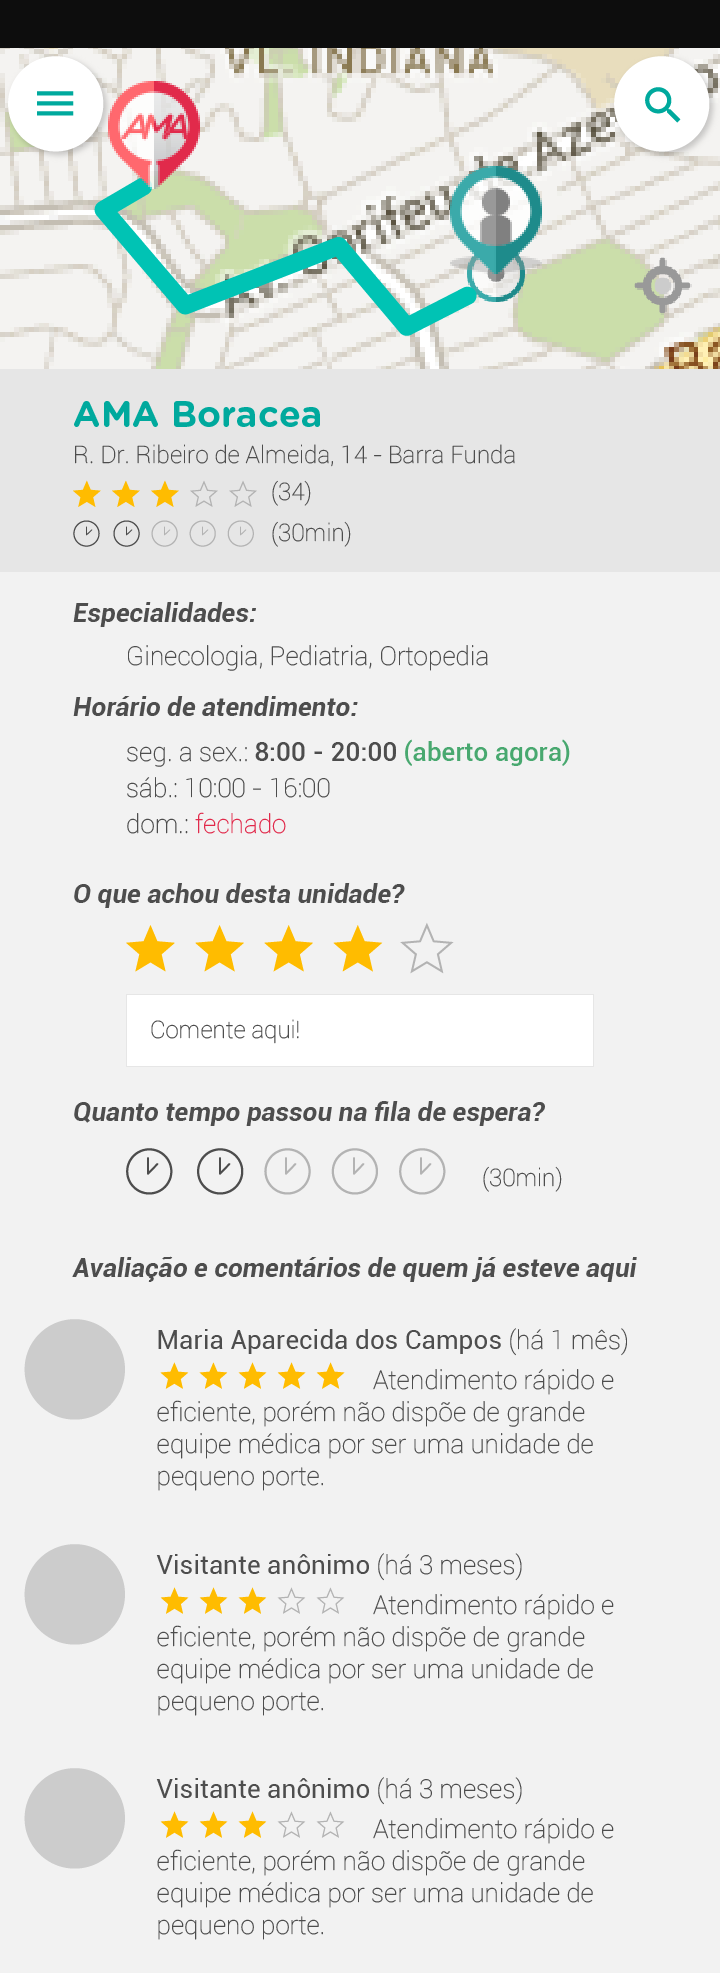 VL. INDIANA
AMA
Av. Corifeu de Azev
AMA Boracea
R. Dr. Ribeiro de Almeida, 14 - Barra Funda
(34)
(30min)
Especialidades:
Ginecologia, Pediatria, Ortopedia
Horário de atendimento:
seg. a sex.: 8:00 - 20:00 (aberto agora)
sáb.: 10:00 - 16:00
dom.: fechado
O que achou desta unidade?
Comente aqui!
Quanto tempo passou na fila de espera?
(30min)
Avaliação e comentários de quem já esteve aqui
Maria Aparecida dos Campos (há 1 mês)
Atendimento rápido e
eficiente, porém não dispõe de grande
equipe médica por ser uma unidade de
pequeno porte.
Visitante anônimo (há 3 meses)
Atendimento rápido e
eficiente, porém não dispõe de grande
equipe médica por ser uma unidade de
pequeno porte.
Visitante anônimo (há 3 meses)
Atendimento rápido e
eficiente, porém não dispõe de grande
equipe médica por ser uma unidade de
pequeno porte.